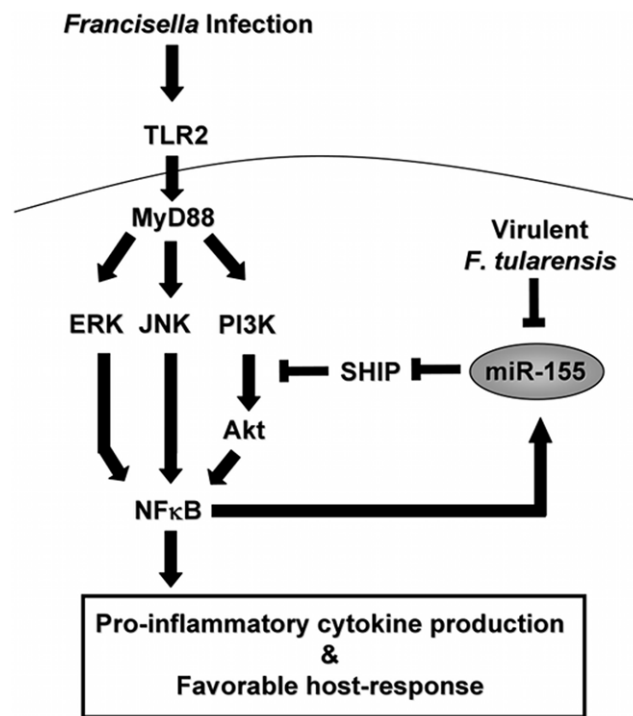 Francisella Infection
TLR2
MyD88
Virulent
F. tularensis
ERK JNK PI3K
SHIP
miR-155
Akt
NFκB
Pro-inflammatory cytokine production
&
Favorable host-response